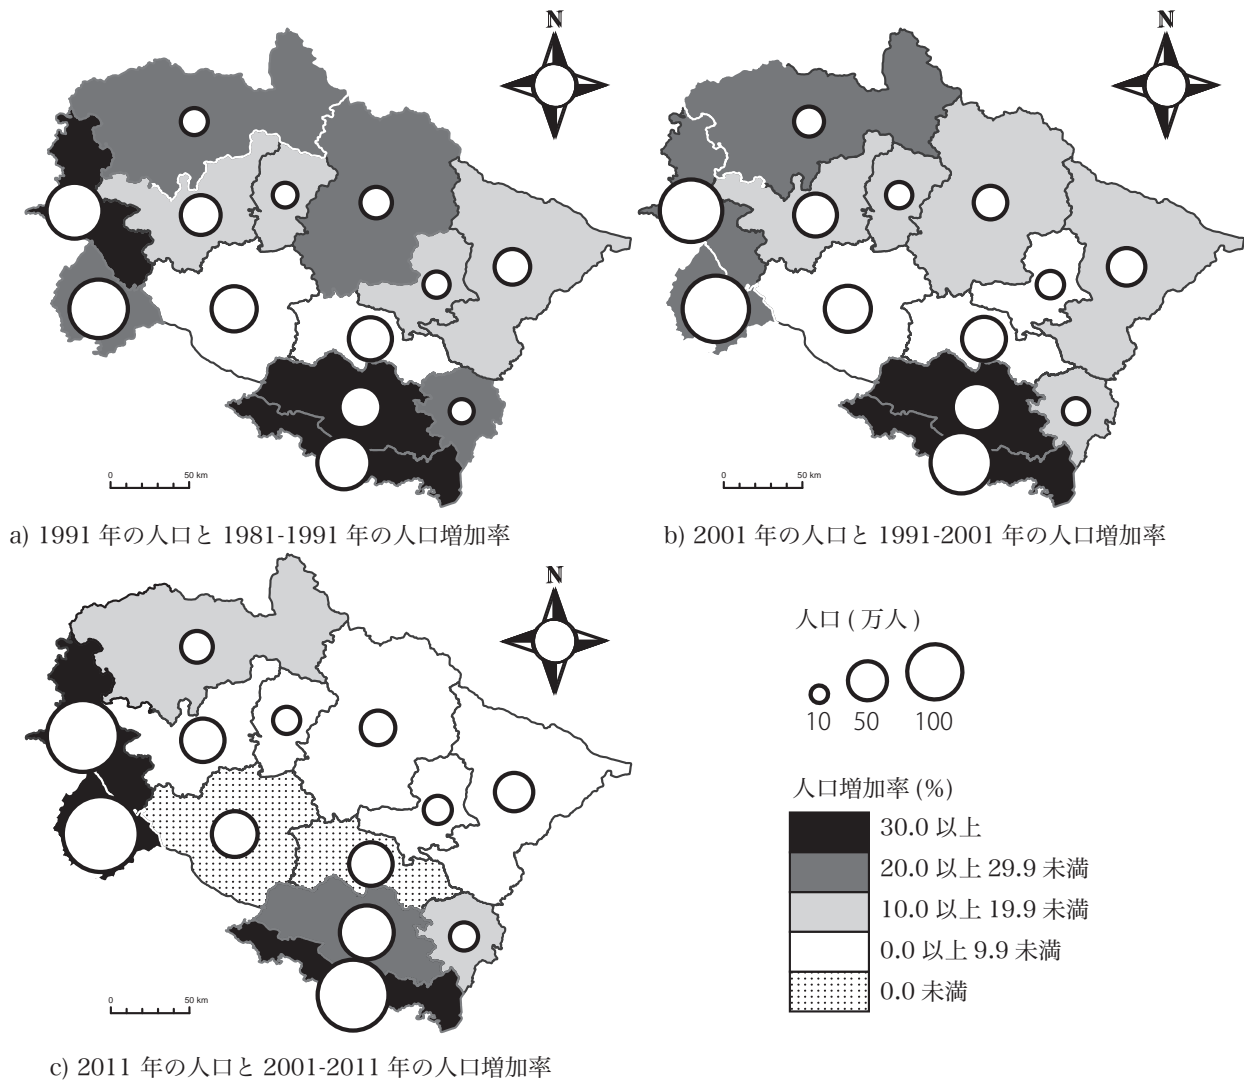 N
0 50 km
a) 1991 年の人口と 1981-1991 年の人口増加率
N
0 50 km
b) 2001 年の人口と 1991-2001 年の人口増加率
N
0 50 km
c) 2011 年の人口と 2001-2011 年の人口増加率
人口 ( 万人 )
10 50 100
人口増加率 (%)
30.0 以上
20.0 以上 29.9 未満
10.0 以上 19.9 未満
0.0 以上 9.9 未満
0.0 未満